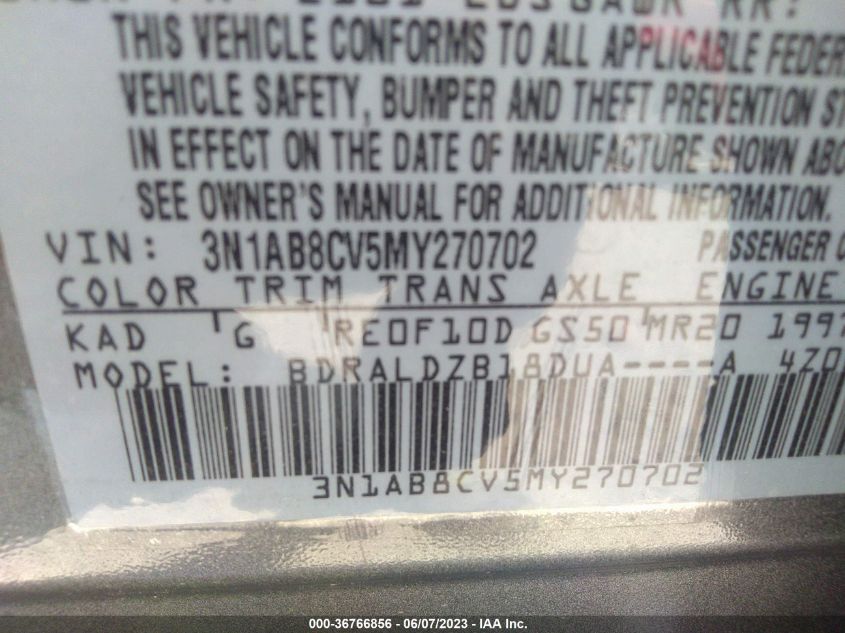 THIS VEHICLE CONFORMS TO ALL APPLICABLE FEDER
VEHICLE SAFETY, BUMPER AND THEFT PREVENTION ST
IN EFFECT ON THE DATE OF MANUFACTURE SHOWN ABO
SEE OWNER'S MANUAL FOR ADDITIONAL INFORMATION.
VIN: 3N1AB8CV5MY270702 PASSENGER C
COLOR TRIM TRANS AXLE ENGINE
KAD G RE0F10D GS50 MR20 1997
MODEL: BDRALDZB18DUA----A 4Z0
3N1AB8CV5MY270702
000-36766856 - 06/07/2023 - IAA Inc.